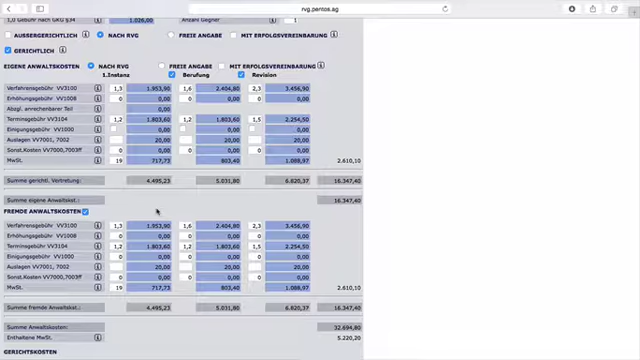 rvg.pentos.ag
1,0 Gebühr nach GKG §34 1.026,00 Anzahl Gegner 1
AUSSERGERICHTLICH NACH RVG FREIE ANGABE MIT ERFOLGSVEREINBARUNG
GERICHTLICH
EIGENE ANWALTSKOSTEN NACH RVG FREIE ANGABE MIT ERFOLGSVEREINBARUNG
1.Instanz Berufung Revision
Verfahrensgebühr VV3100 1,3 1.953,90 1,6 2.404,80 2,3 3.456,90
Erhöhungsgebühr VV1008 0 0,00 0 0,00 0 0,00
Abzgl. anrechenbarer Teil 0,00
Terminsgebühr VV3104 1,2 1.803,60 1,2 1.803,60 1,5 2.254,50
Einigungsgebühr VV1000 0,00 0,00 0,00
Auslagen VV7001, 7002 20,00 20,00 20,00
Sonst.Kosten VV7000,7003ff 0 0,00 0 0,00 0 0,00
MwSt. 19 717,73 803,40 1.088,97 2.610,10
Summe gerichtl. Vertretung: 4.495,23 5.031,80 6.820,37 16.347,40
Summe eigene Anwaltskst.: 16.347,40
FREMDE ANWALTSKOSTEN
Verfahrensgebühr VV3100 1,3 1.953,90 1,6 2.404,80 2,3 3.456,90
Erhöhungsgebühr VV1008 0 0,00 0 0,00 0 0,00
Terminsgebühr VV3104 1,2 1.803,60 1,2 1.803,60 1,5 2.254,50
Einigungsgebühr VV1000 0,00 0,00 0,00
Auslagen VV7001, 7002 20,00 20,00 20,00
Sonst.Kosten VV7000,7003ff 0 0,00 0 0,00 0 0,00
MwSt. 19 717,73 803,40 1.088,97 2.610,10
Summe fremde Anwaltskst.: 4.495,23 5.031,80 6.820,37 16.347,40
Summe Anwaltskosten: 32.694,80
Enthaltene MwSt. 5.220,20
GERICHTSKOSTEN